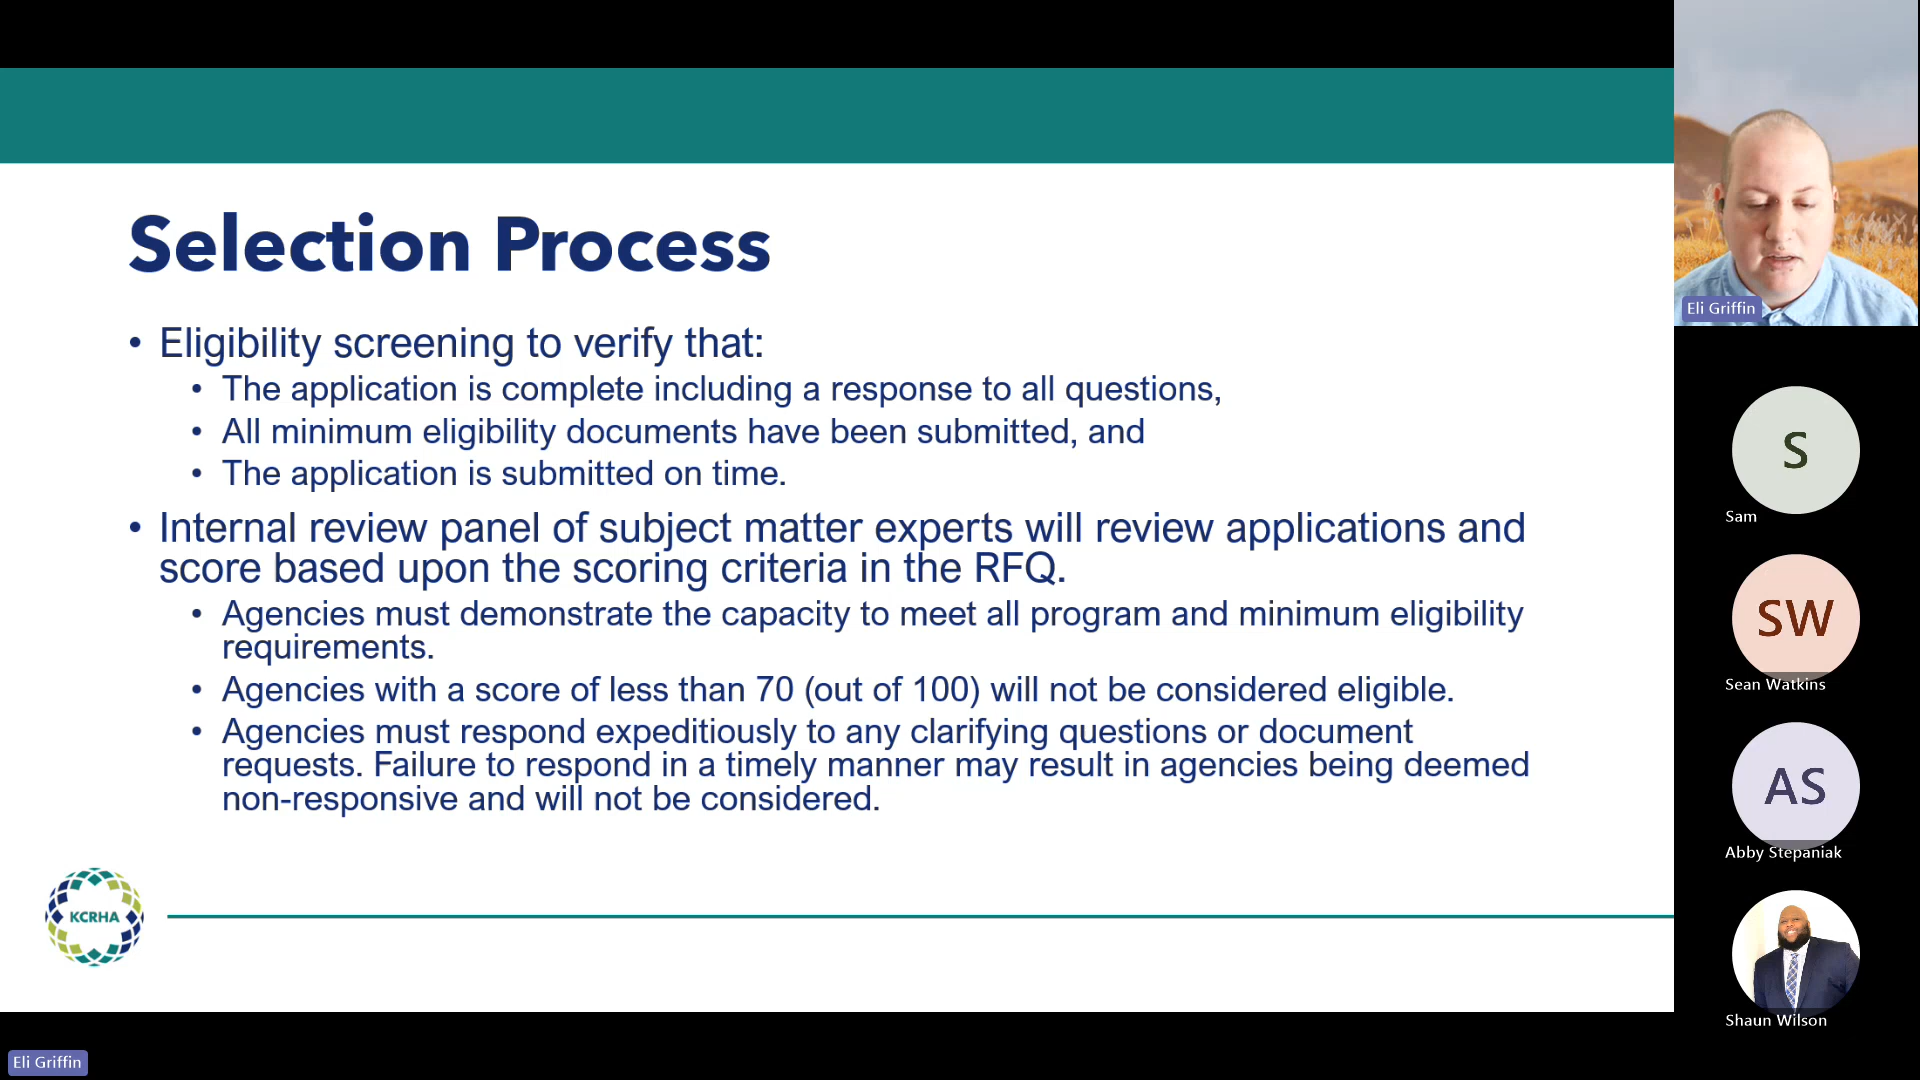 Selection Process
• Eligibility screening to verify that:
• The application is complete including a response to all questions,
• All minimum eligibility documents have been submitted, and
• The application is submitted on time.
• Internal review panel of subject matter experts will review applications and
score based upon the scoring criteria in the RFQ.
• Agencies must demonstrate the capacity to meet all program and minimum eligibility
requirements.
• Agencies with a score of less than 70 (out of 100) will not be considered eligible.
• Agencies must respond expeditiously to any clarifying questions or document
requests. Failure to respond in a timely manner may result in agencies being deemed
non-responsive and will not be considered.
KCRHA
Eli Griffin
Eli Griffin
S
Sam
SW
Sean Watkins
AS
Abby Stepaniak
Shaun Wilson